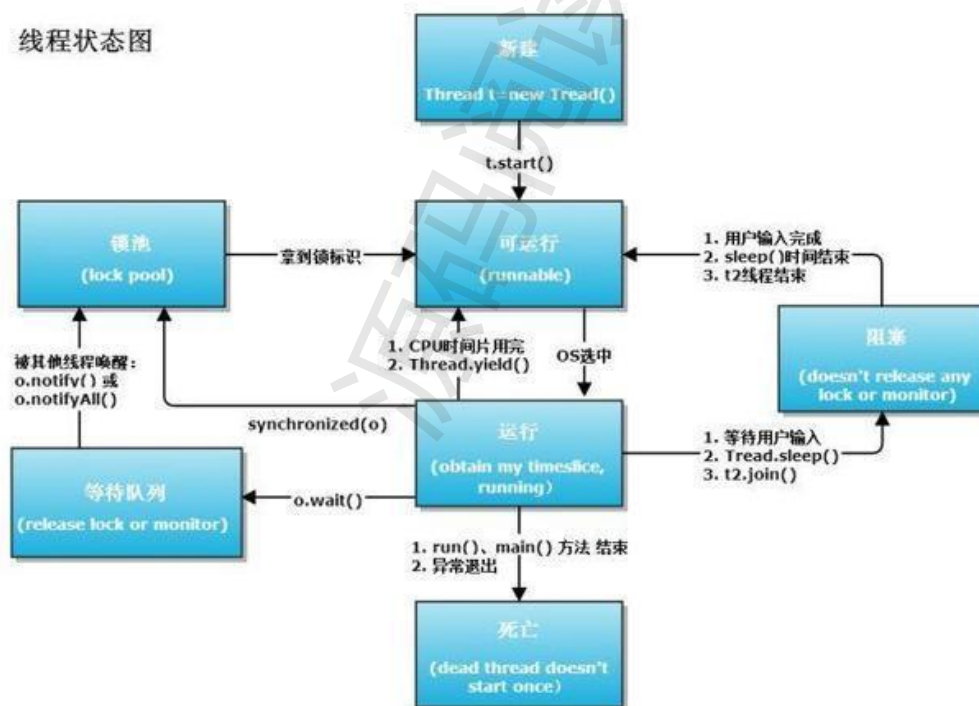 线程状态图
新建
Thread t=new Tread()
t.start()
锁池
(lock pool)
拿到锁标识
可运行
(runnable)
1. 用户输入完成
2. sleep()时间结束
3. t2线程结束
被其他线程唤醒：
o.notify() 或
o.notifyAll()
1. CPU时间片用完
2. Thread.yield()
OS选中
阻塞
(doesn't release any
lock or monitor)
synchronized(o)
运行
(obtain my timeslice,
running)
1. 等待用户输入
2. Tread.sleep()
3. t2.join()
等待队列
(release lock or monitor)
o.wait()
1. run()、main() 方法 结束
2. 异常退出
死亡
(dead thread doesn't
start once)